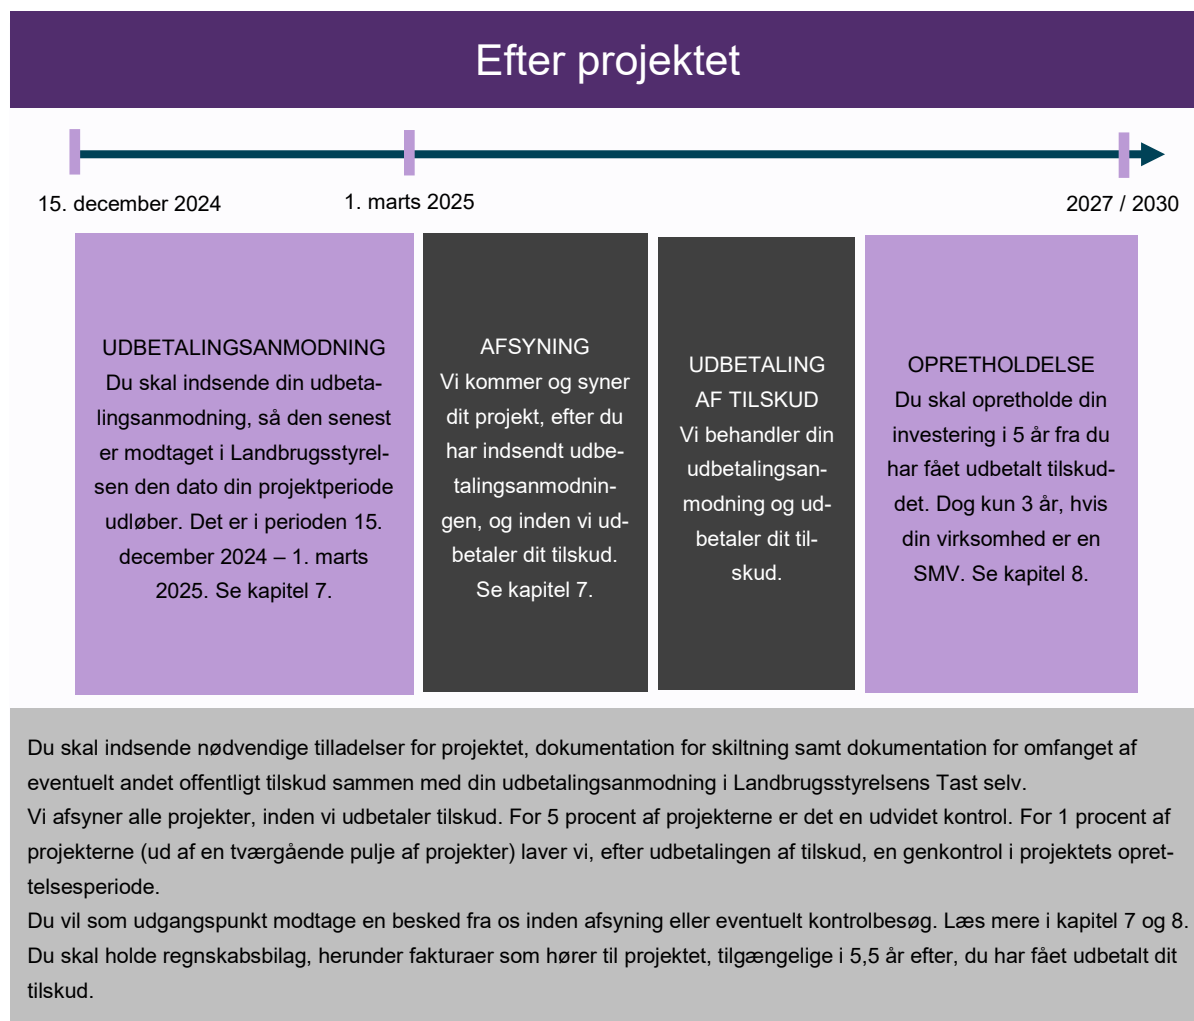 Efter projektet
15. december 2024
1. marts 2025
2027 / 2030
UDBETALINGSANMODNING
Du skal indsende din udbeta-
lingsanmodning, så den senest
er modtaget i Landbrugsstyrel-
sen den dato din projektperiode
udløber. Det er i perioden 15.
december 2024 – 1. marts
2025. Se kapitel 7.
AFSYNING
Vi kommer og syner
dit projekt, efter du
har indsendt udbe-
talingsanmodnin-
gen, og inden vi ud-
betaler dit tilskud.
Se kapitel 7.
UDBETALING
AF TILSKUD
Vi behandler din
udbetalingsan-
modning og ud-
betaler dit til-
skud.
OPRETHOLDELSE
Du skal opretholde din
investering i 5 år fra du
har fået udbetalt tilskud-
det. Dog kun 3 år, hvis
din virksomhed er en
SMV. Se kapitel 8.
Du skal indsende nødvendige tilladelser for projektet, dokumentation for skiltning samt dokumentation for omfanget af
eventuelt andet offentligt tilskud sammen med din udbetalingsanmodning i Landbrugsstyrelsens Tast selv.
Vi afsyner alle projekter, inden vi udbetaler tilskud. For 5 procent af projekterne er det en udvidet kontrol. For 1 procent af
projekterne (ud af en tværgående pulje af projekter) laver vi, efter udbetalingen af tilskud, en genkontrol i projektets opret-
telsesperiode.
Du vil som udgangspunkt modtage en besked fra os inden afsyning eller eventuelt kontrolbesøg. Læs mere i kapitel 7 og 8.
Du skal holde regnskabsbilag, herunder fakturaer som hører til projektet, tilgængelige i 5,5 år efter, du har fået udbetalt dit
tilskud.